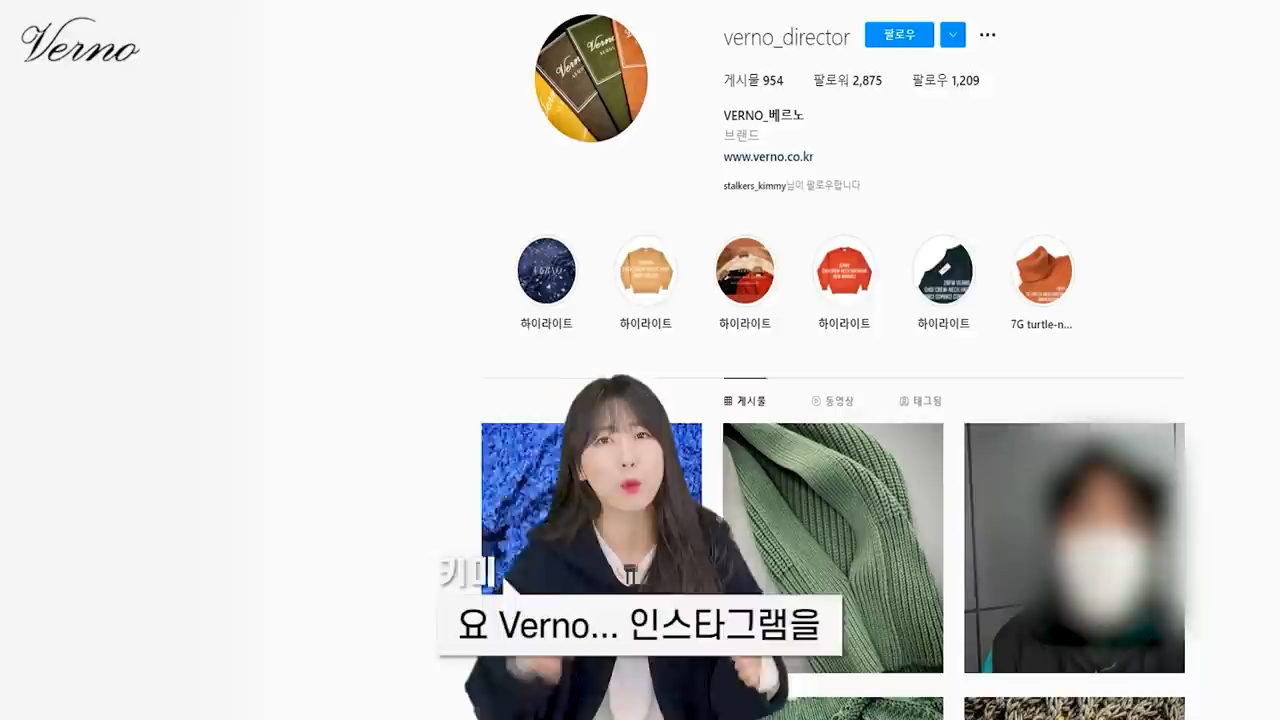 Verno
verno_director 팔로우
게시물 954 팔로워 2,875 팔로우 1,209
VERNO_베르노
브랜드
www.verno.co.kr
stalkers_kimmy님이 팔로우합니다
하이라이트 하이라이트 하이라이트 하이라이트 하이라이트 7G turtle-n...
게시물 동영상 태그됨
키미
요 Verno... 인스타그램을